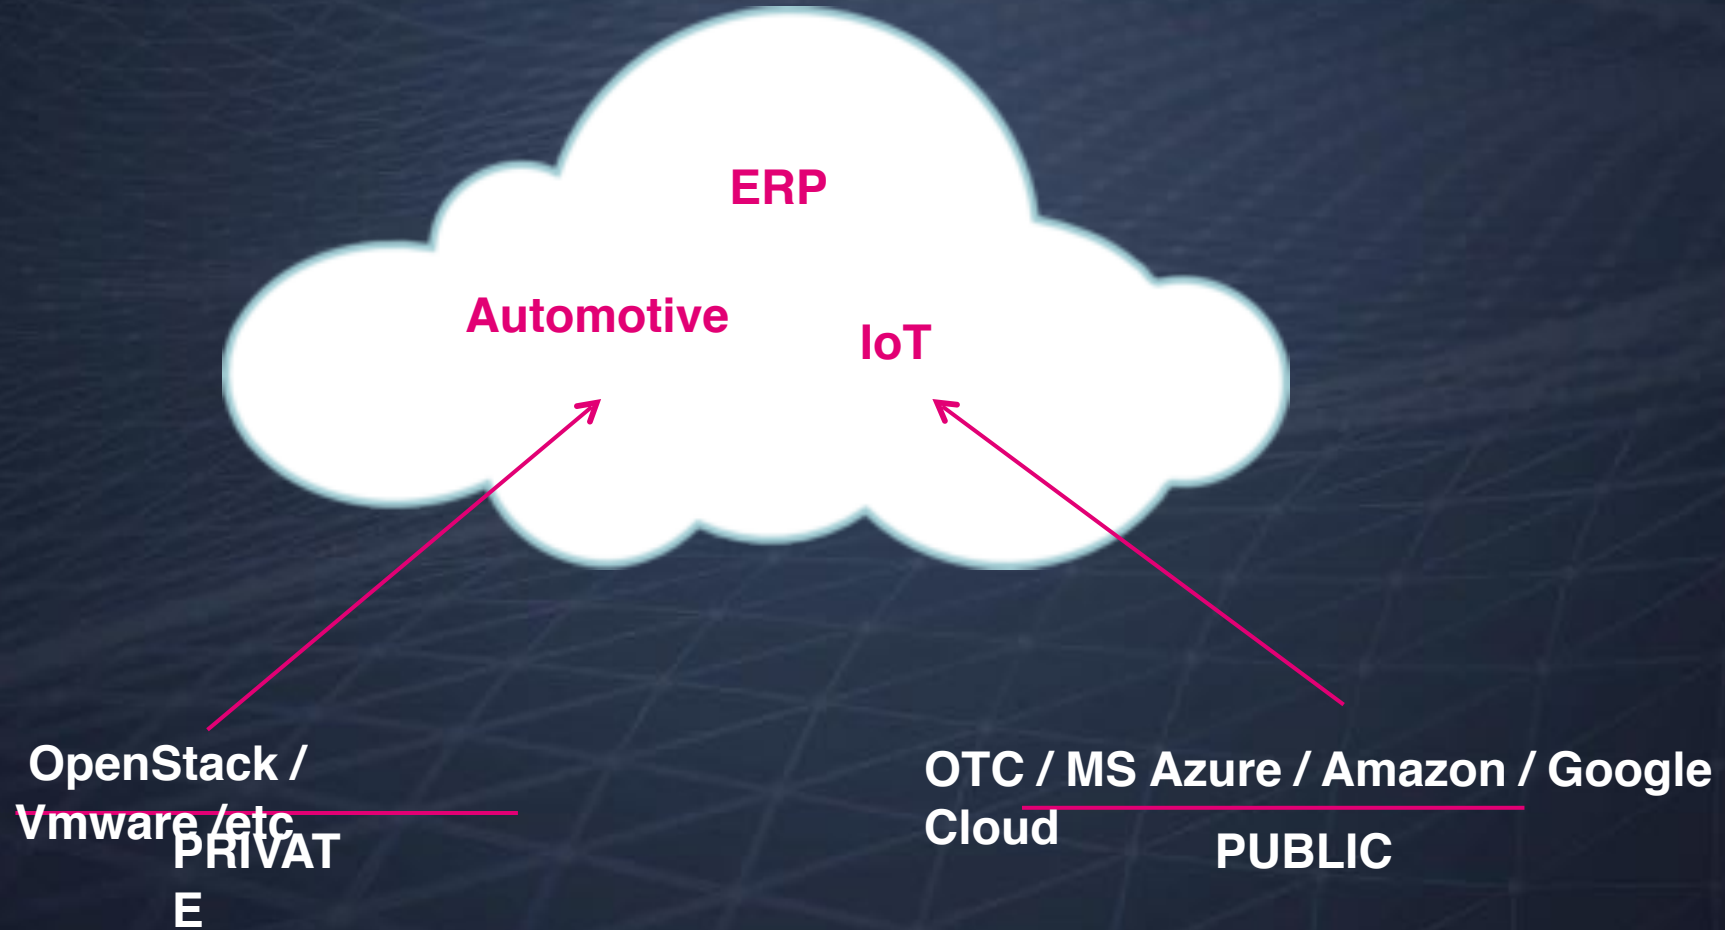 ERP
Automotive
IoT
OpenStack /
Vmware /etc
PRIVAT
E
OTC / MS Azure / Amazon / Google
Cloud
PUBLIC